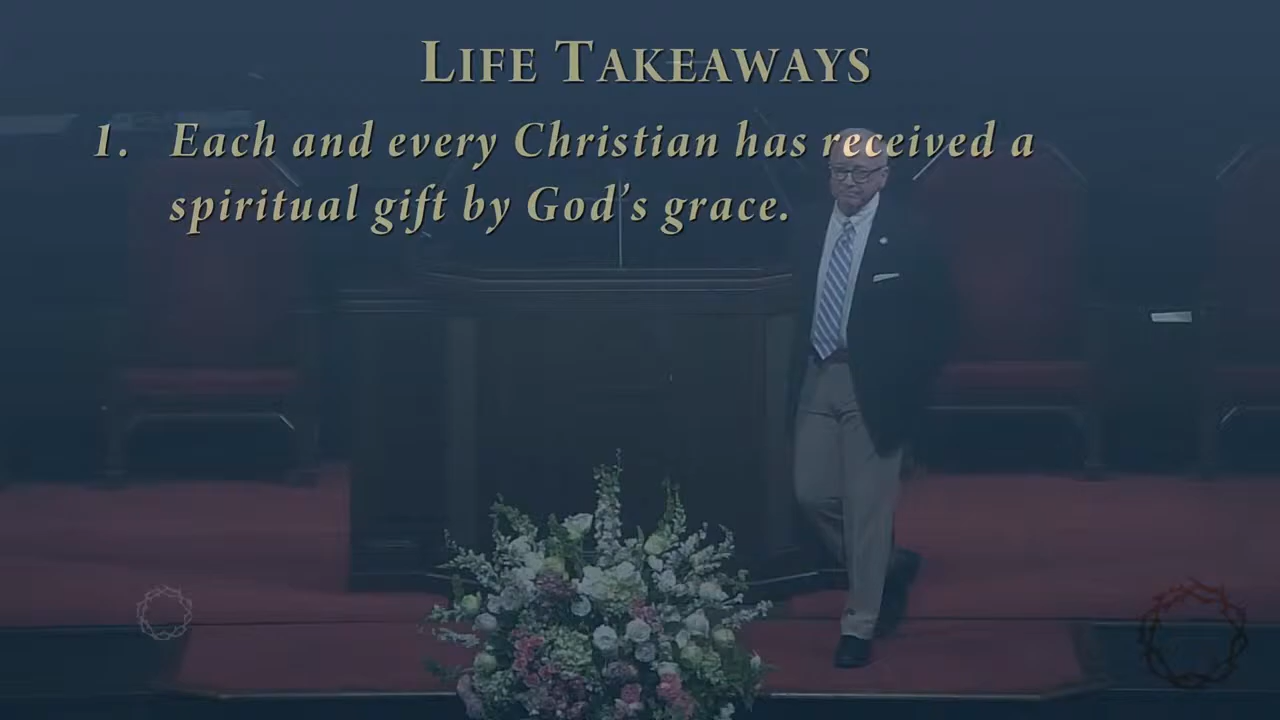 LIFE TAKEAWAYS
1. Each and every Christian has received a
spiritual gift by God's grace.